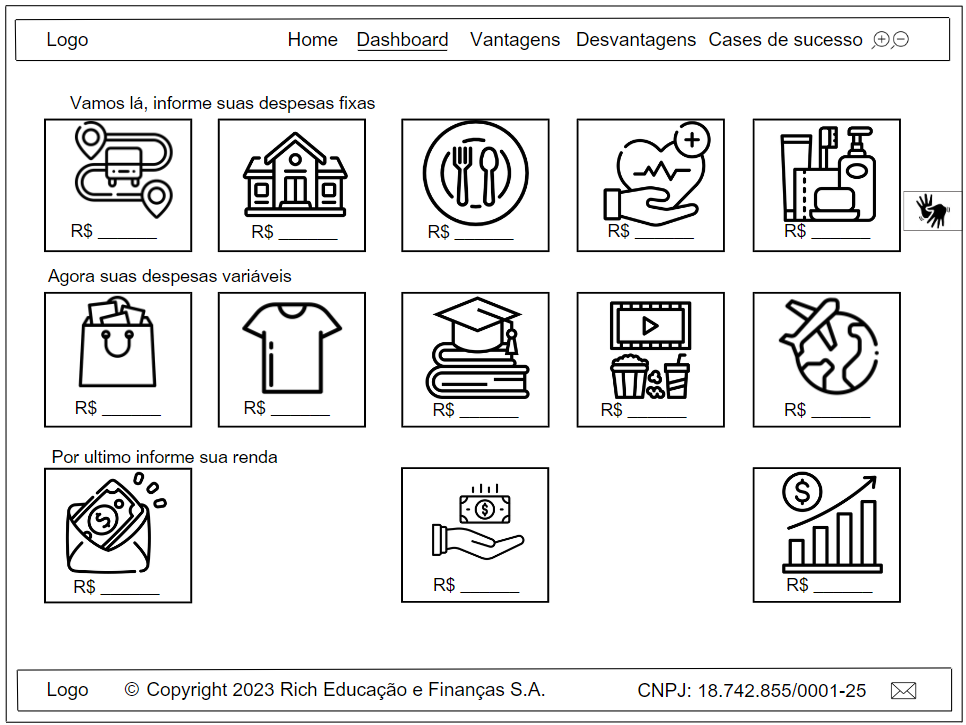 Logo Home Dashboard Vantagens Desvantagens Cases de sucesso
Vamos lá, informe suas despesas fixas
R$ ______ R$ ______ R$ ______ R$ ______ R$ ______
Agora suas despesas variáveis
R$ ______ R$ ______ R$ ______ R$ ______ R$ ______
Por ultimo informe sua renda
R$ ______ R$ ______ R$ ______
Logo © Copyright 2023 Rich Educação e Finanças S.A. CNPJ: 18.742.855/0001-25